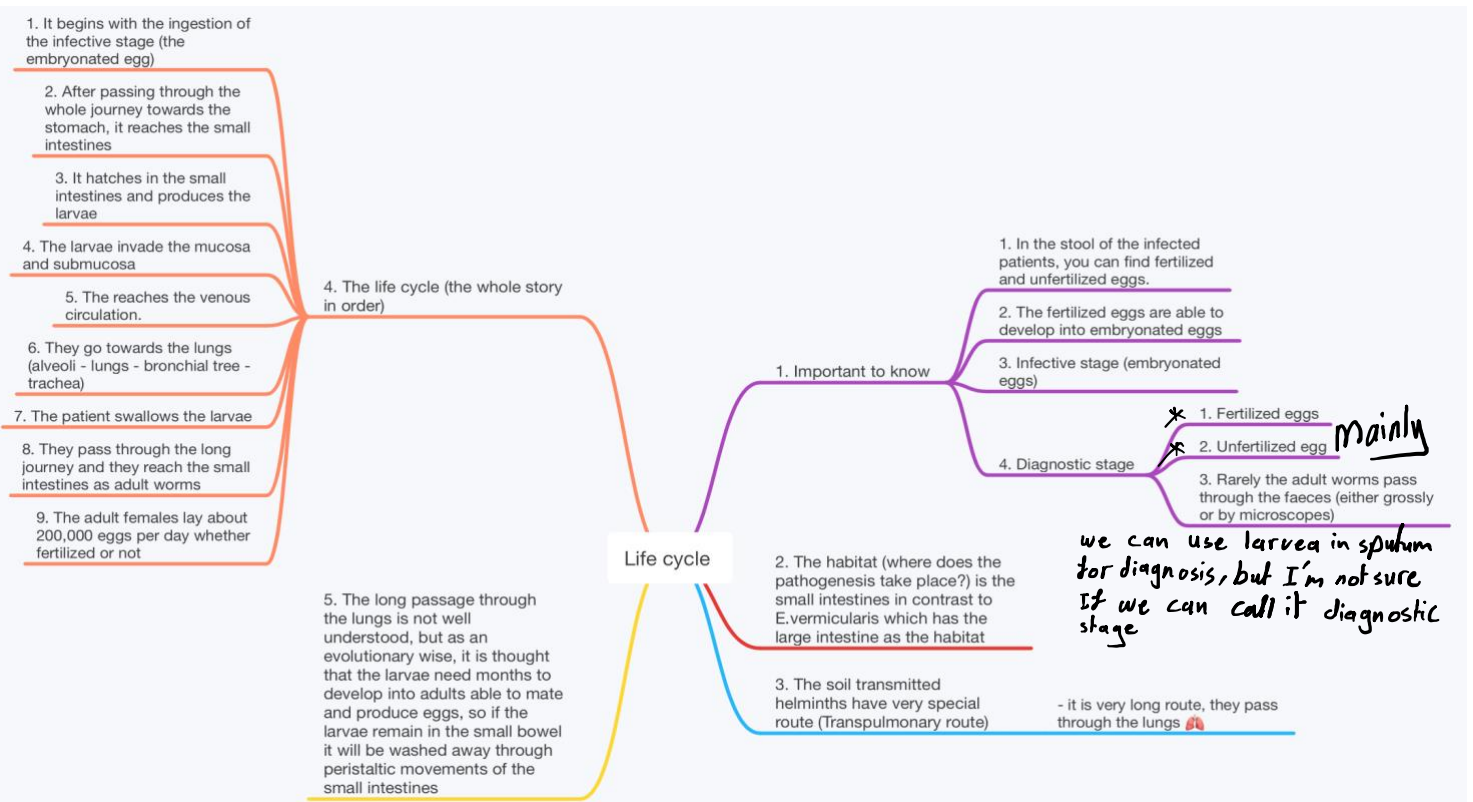 Life cycle
1. Important to know
1. In the stool of the infected
patients, you can find fertilized
and unfertilized eggs.
2. The fertilized eggs are able to
develop into embryonated eggs
3. Infective stage (embryonated
eggs)
4. Diagnostic stage
* 1. Fertilized eggs
* 2. Unfertilized egg
mainly
3. Rarely the adult worms pass
through the faeces (either grossly
or by microscopes)
we can use larvea in sputum
for diagnosis, but I'm not sure
If we can call it diagnostic
stage
2. The habitat (where does the
pathogenesis take place?) is the
small intestines in contrast to
E.vermicularis which has the
large intestine as the habitat
3. The soil transmitted
helminths have very special
route (Transpulmonary route)
- it is very long route, they pass
through the lungs 🫁
4. The life cycle (the whole story
in order)
1. It begins with the ingestion of
the infective stage (the
embryonated egg)
2. After passing through the
whole journey towards the
stomach, it reaches the small
intestines
3. It hatches in the small
intestines and produces the
larvae
4. The larvae invade the mucosa
and submucosa
5. The reaches the venous
circulation.
6. They go towards the lungs
(alveoli - lungs - bronchial tree -
trachea)
7. The patient swallows the larvae
8. They pass through the long
journey and they reach the small
intestines as adult worms
9. The adult females lay about
200,000 eggs per day whether
fertilized or not
5. The long passage through
the lungs is not well
understood, but as an
evolutionary wise, it is thought
that the larvae need months to
develop into adults able to mate
and produce eggs, so if the
larvae remain in the small bowel
it will be washed away through
peristaltic movements of the
small intestines